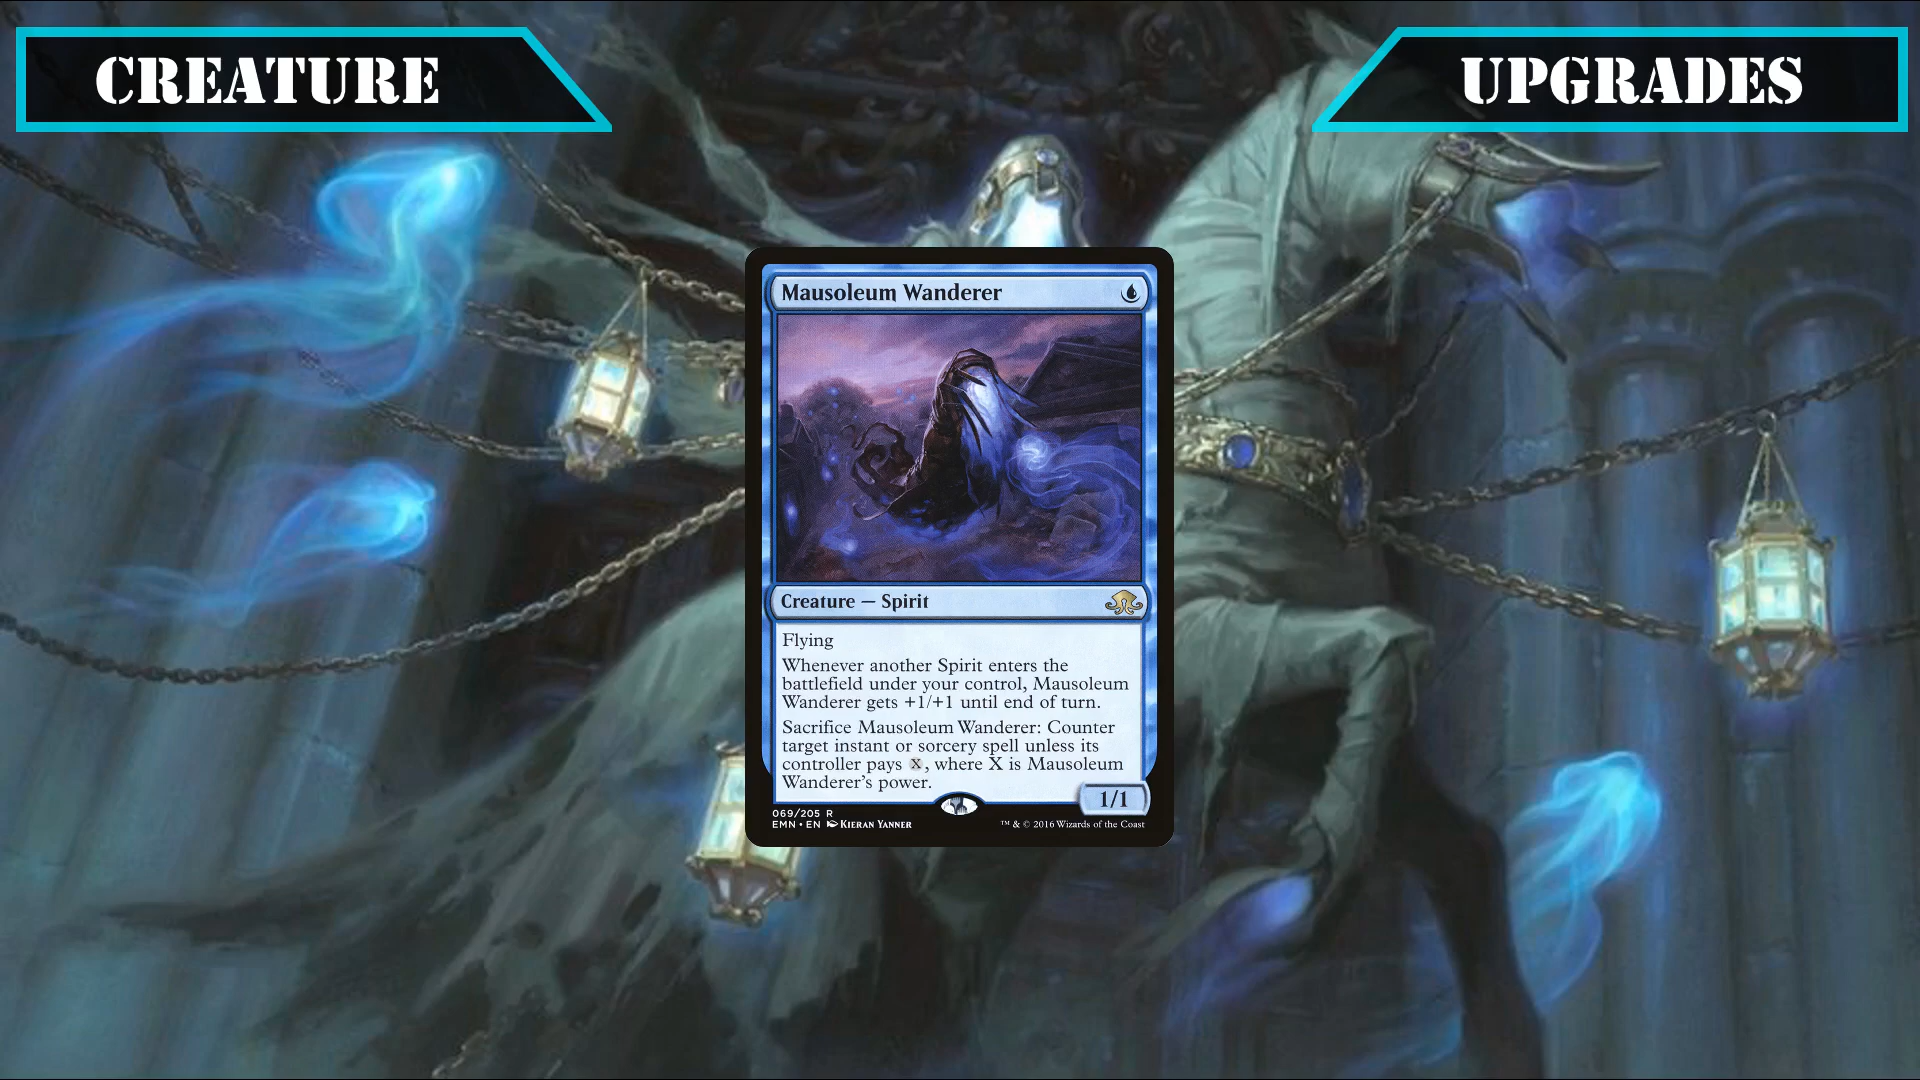 CREATURE
UPGRADES
Mausoleum Wanderer
Creature — Spirit
Flying
Whenever another Spirit enters the
battlefield under your control, Mausoleum
Wanderer gets +1/+1 until end of turn.
Sacrifice Mausoleum Wanderer: Counter
target instant or sorcery spell unless its
controller pays X, where X is Mausoleum
Wanderer's power.
1/1
069/205 R
EMN • EN KIERAN YANNER
™ & © 2016 Wizards of the Coast